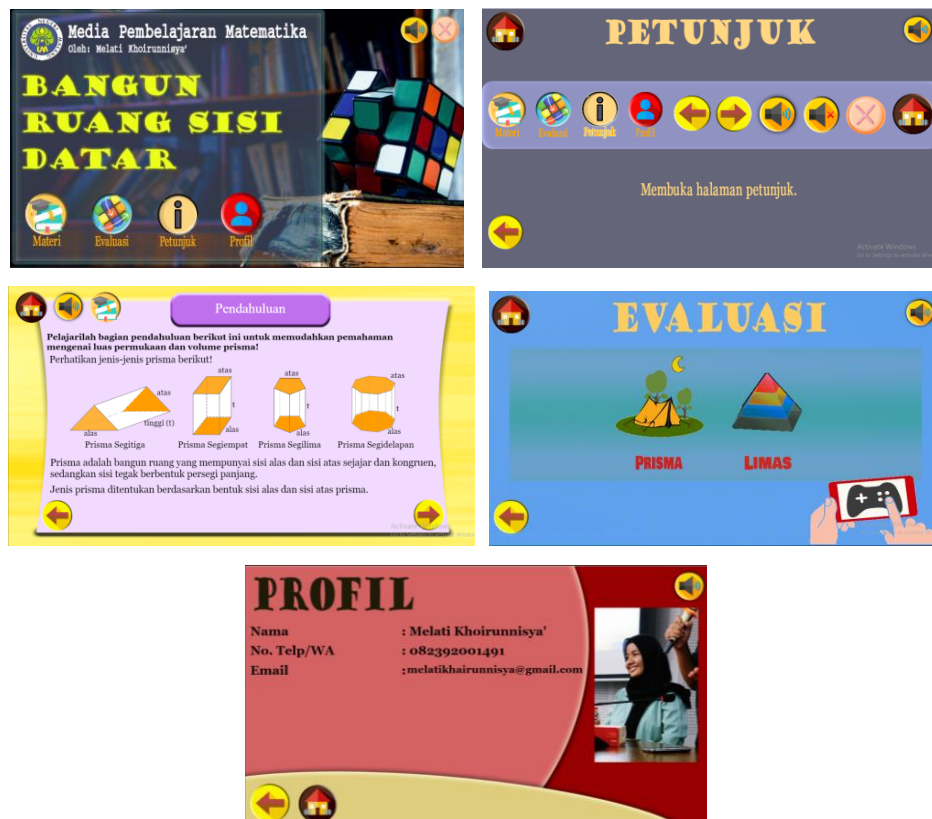 Media Pembelajaran Matematika
Oleh: Melati Khoirunnisya'
BANGUN
RUANG SISI
DATAR
Materi Evaluasi Petunjuk Profil
PETUNJUK
Materi Evaluasi Petunjuk Profil
Membuka halaman petunjuk.
Activate Windows
Pendahuluan
Pelajarilah bagian pendahuluan berikut ini untuk memudahkan pemahaman
mengenai luas permukaan dan volume prisma!
Perhatikan jenis-jenis prisma berikut!
atas
alas
tinggi (t)
atas
t
alas
atas
t
alas
atas
t
alas
Prisma Segitiga Prisma Segiempat Prisma Segilima Prisma Segidelapan
Prisma adalah bangun ruang yang mempunyai sisi alas dan sisi atas sejajar dan kongruen,
sedangkan sisi tegak berbentuk persegi panjang.
Jenis prisma ditentukan berdasarkan bentuk sisi alas dan sisi atas prisma.
EVALUASI
PRISMA LIMAS
PROFIL
Nama : Melati Khoirunnisya'
No. Telp/WA : 082392001491
Email :melatikhairunnisya@gmail.com